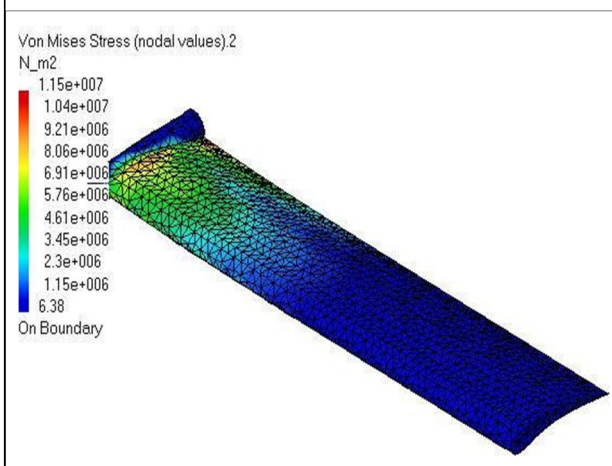 Von Mises Stress (nodal values).2
N_m2
1.15e+007
1.04e+007
9.21e+006
8.06e+006
6.91e+006
5.76e+006
4.61e+006
3.45e+006
2.3e+006
1.15e+006
6.38
On Boundary